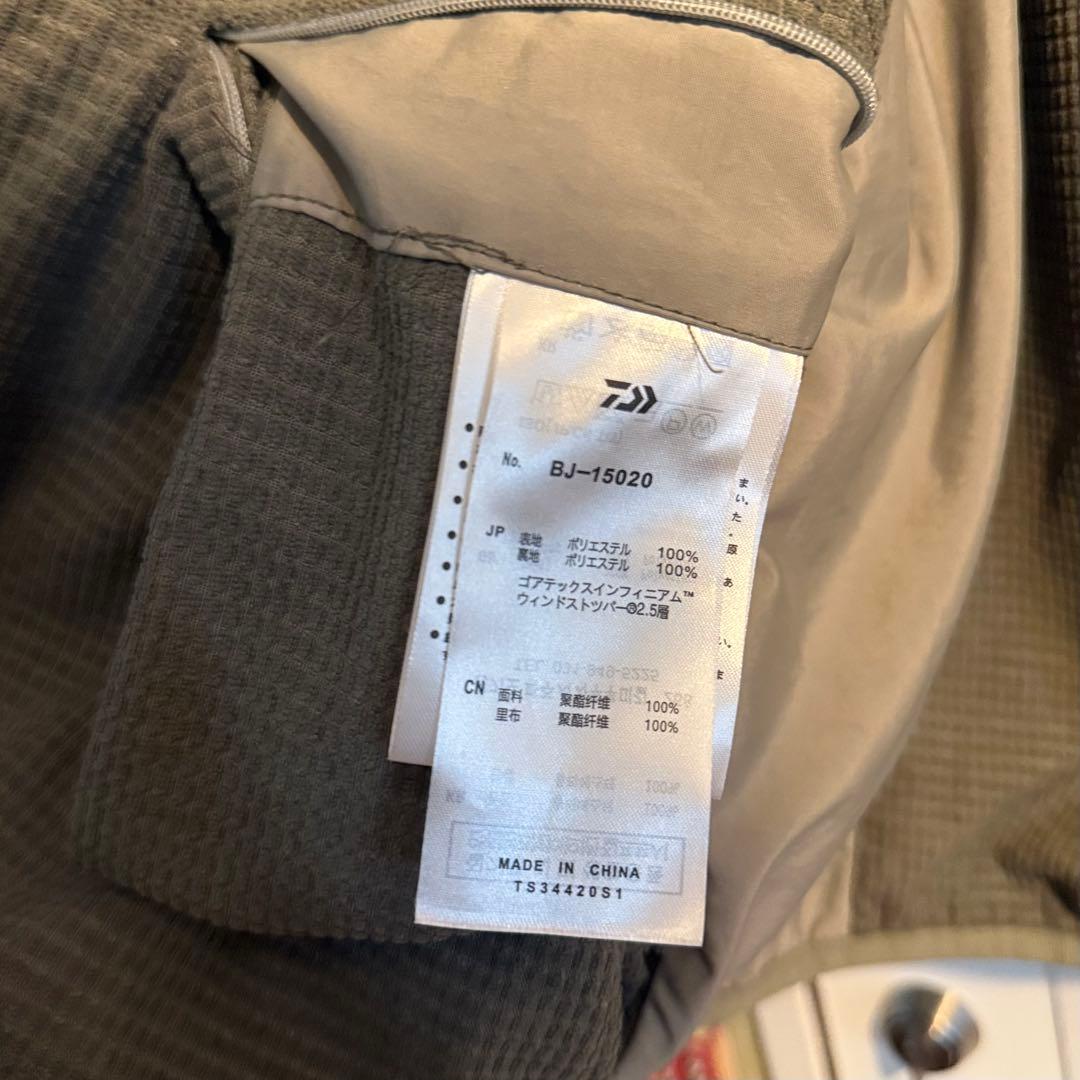 No. BJ-15020
JP 表地 ポリエステル 100%
裏地 ポリエステル 100%
ゴアテックスインフィニアム™
ウィンドストツパー®2.5層
CN 面料 聚酯纤维 100%
里布 聚酯纤维 100%
MADE IN CHINA
TS34420S1